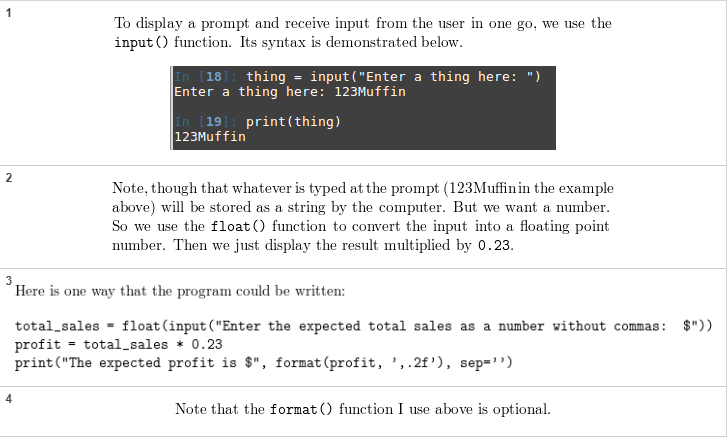 1
To display a prompt and receive input from the user in one go, we use the
input() function. Its syntax is demonstrated below.
In [18]: thing = input("Enter a thing here: ")
Enter a thing here: 123Muffin
In [19]: print(thing)
123Muffin
2
Note, though that whatever is typed at the prompt (123Muffin in the example
above) will be stored as a string by the computer. But we want a number.
So we use the float() function to convert the input into a floating point
number. Then we just display the result multiplied by 0.23.
3
Here is one way that the program could be written:
total_sales = float(input("Enter the expected total sales as a number without commas: $"))
profit = total_sales * 0.23
print("The expected profit is $", format(profit, ',.2f'), sep='')
4
Note that the format() function I use above is optional.